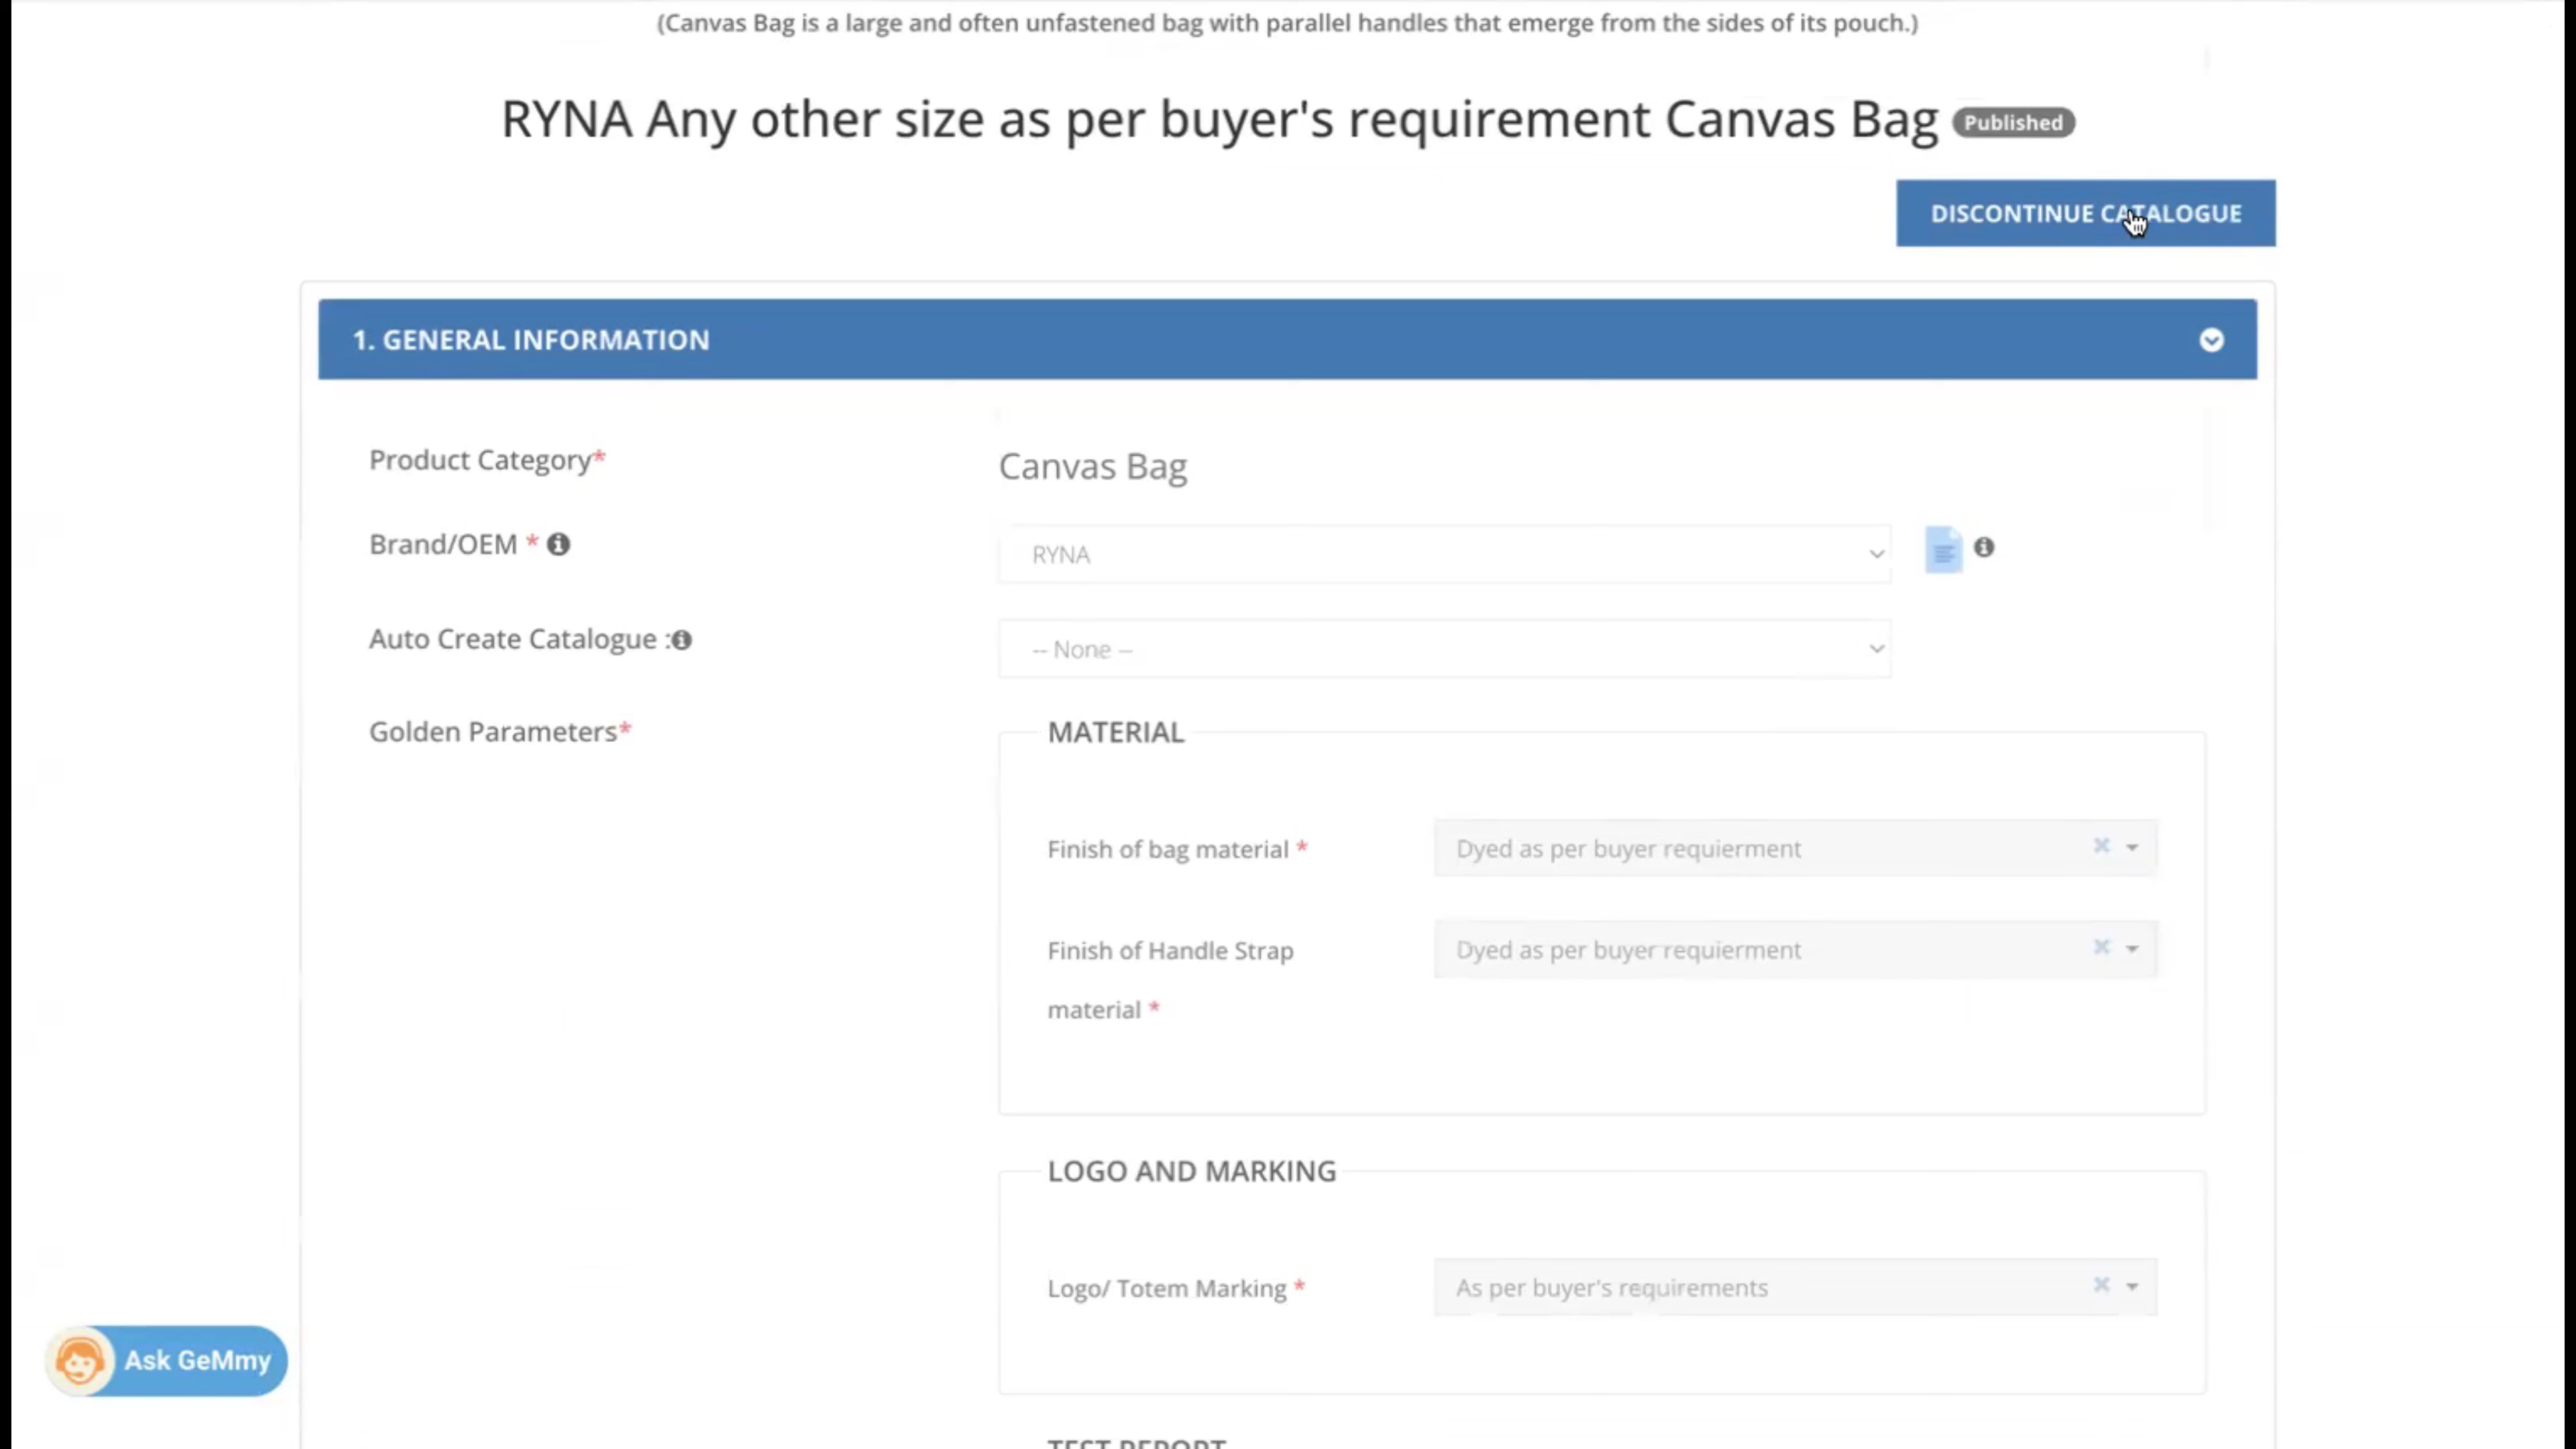 (Canvas Bag is a large and often unfastened bag with parallel handles that emerge from the sides of its pouch.)
RYNA Any other size as per buyer's requirement Canvas Bag Published
DISCONTINUE CATALOGUE
1. GENERAL INFORMATION
Product Category* Canvas Bag
Brand/OEM * RYNA
Auto Create Catalogue : -- None --
Golden Parameters* MATERIAL
Finish of bag material * Dyed as per buyer requierment
Finish of Handle Strap Dyed as per buyer requierment
material *
LOGO AND MARKING
Logo/ Totem Marking * As per buyer's requirements
Ask GeMmy
TEST REPORT